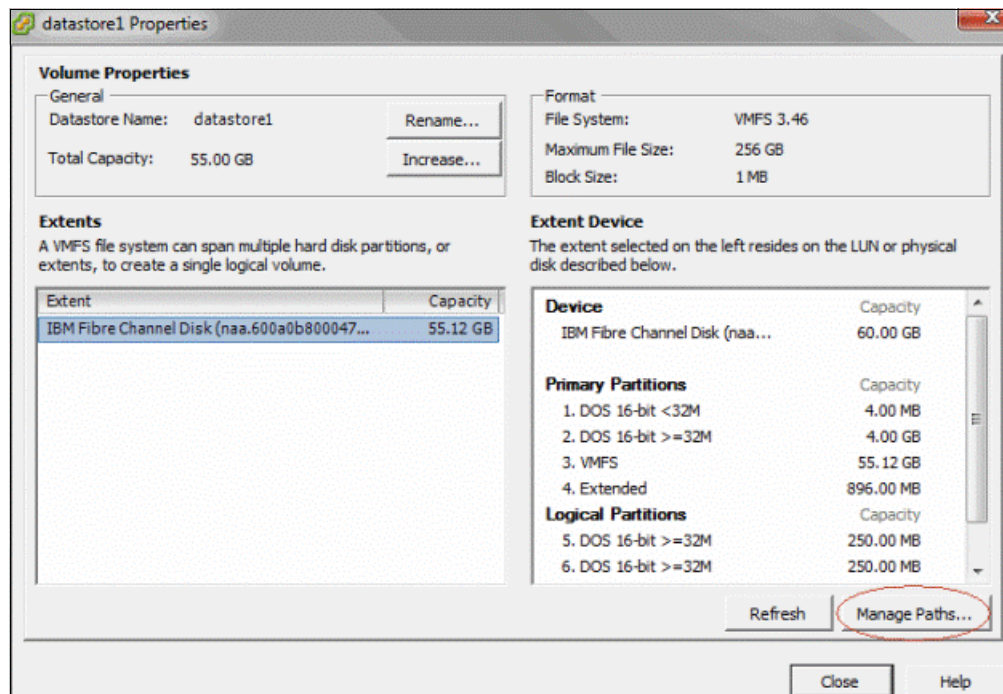 datastore1 Properties
Volume Properties
General
Datastore Name: datastore1
Rename...
Total Capacity: 55.00 GB
Increase...
Format
File System: VMFS 3.46
Maximum File Size: 256 GB
Block Size: 1 MB
Extents
A VMFS file system can span multiple hard disk partitions, or
extents, to create a single logical volume.
Extent Capacity
IBM Fibre Channel Disk (naa.600a0b800047... 55.12 GB
Extent Device
The extent selected on the left resides on the LUN or physical
disk described below.
Device Capacity
IBM Fibre Channel Disk (naa... 60.00 GB
Primary Partitions Capacity
1. DOS 16-bit <32M 4.00 MB
2. DOS 16-bit >=32M 4.00 GB
3. VMFS 55.12 GB
4. Extended 896.00 MB
Logical Partitions Capacity
5. DOS 16-bit >=32M 250.00 MB
6. DOS 16-bit >=32M 250.00 MB
Refresh
Manage Paths...
Close
Help